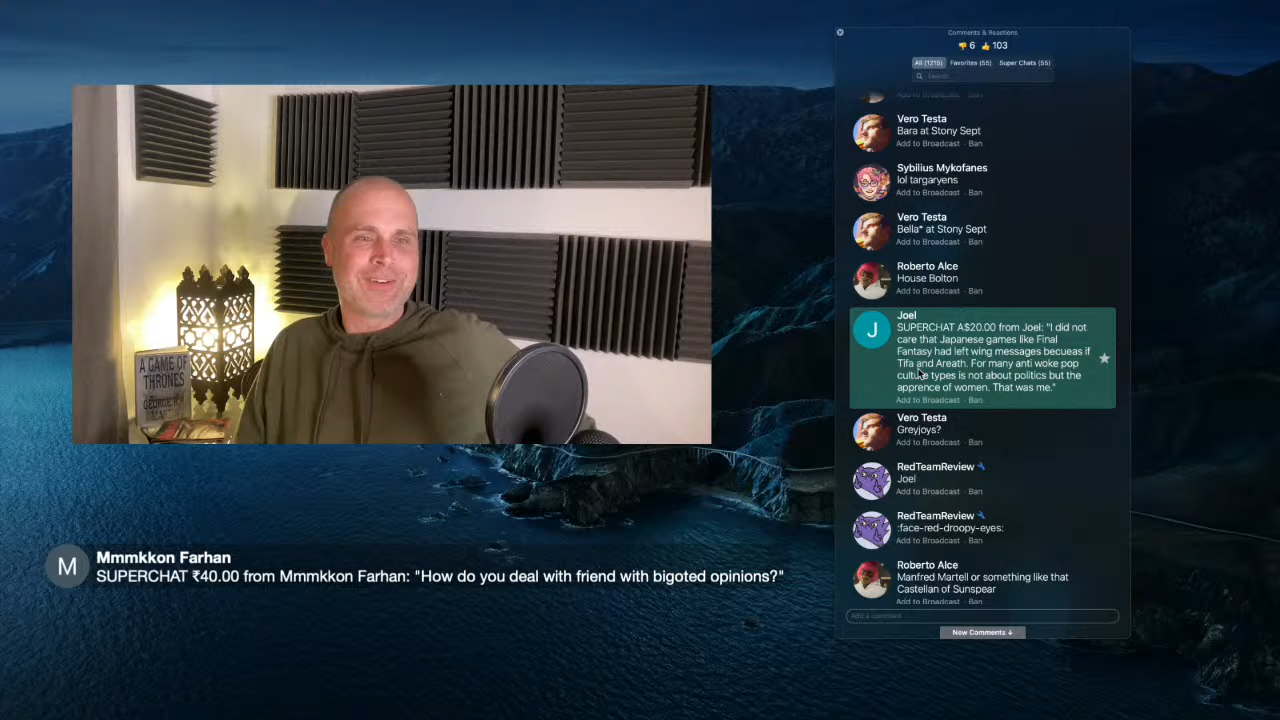 A GAME OF
THRONES
GEORGE R.R.
Mmmkkon Farhan
M
SUPERCHAT ₹40.00 from Mmmkkon Farhan: "How do you deal with friend with bigoted opinions?"
Comments & Reactions
👎 6 👍 103
All (1215) Favorites (55) Super Chats (55)
Search...
Add to Broadcast · Ban
Vero Testa
Bara at Stony Sept
Add to Broadcast · Ban
Sybilius Mykofanes
lol targaryens
Add to Broadcast · Ban
Vero Testa
Bella* at Stony Sept
Add to Broadcast · Ban
Roberto Alce
House Bolton
Add to Broadcast · Ban
J
Joel
SUPERCHAT A$20.00 from Joel: "I did not
care that Japanese games like Final
Fantasy had left wing messages becueas if
Tifa and Areath. For many anti woke pop
culture types is not about politics but the
apprence of women. That was me."
Add to Broadcast · Ban
Vero Testa
Greyjoys?
Add to Broadcast · Ban
RedTeamReview
Joel
Add to Broadcast · Ban
RedTeamReview
:face-red-droopy-eyes:
Add to Broadcast · Ban
Roberto Alce
Manfred Martell or something like that
Castellan of Sunspear
Add to Broadcast · Ban
Add a comment
New Comments ↓